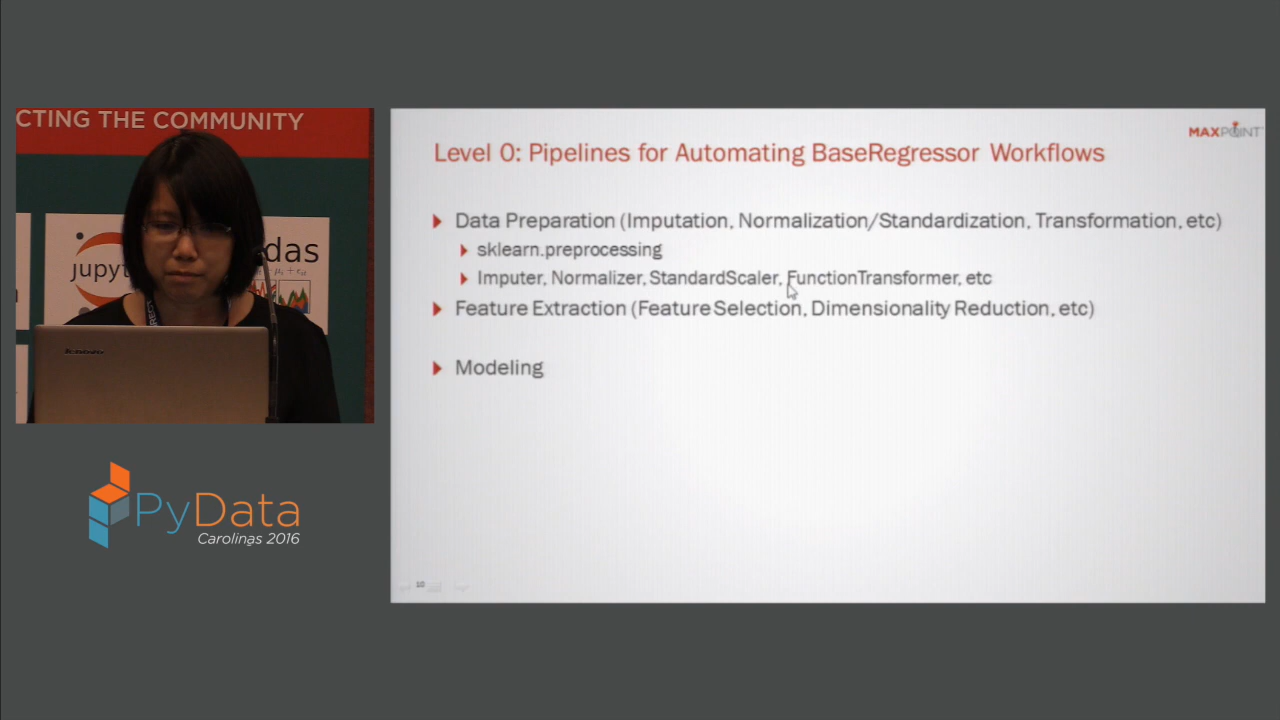 CTING THE COMMUNITY
jupyt
das
lenovo
PyData
Carolinas 2016
MAXPOINT
Level 0: Pipelines for Automating BaseRegressor Workflows
Data Preparation (Imputation, Normalization/Standardization, Transformation, etc)
sklearn.preprocessing
Imputer, Normalizer, StandardScaler, FunctionTransformer, etc
Feature Extraction (Feature Selection, Dimensionality Reduction, etc)
Modeling
10